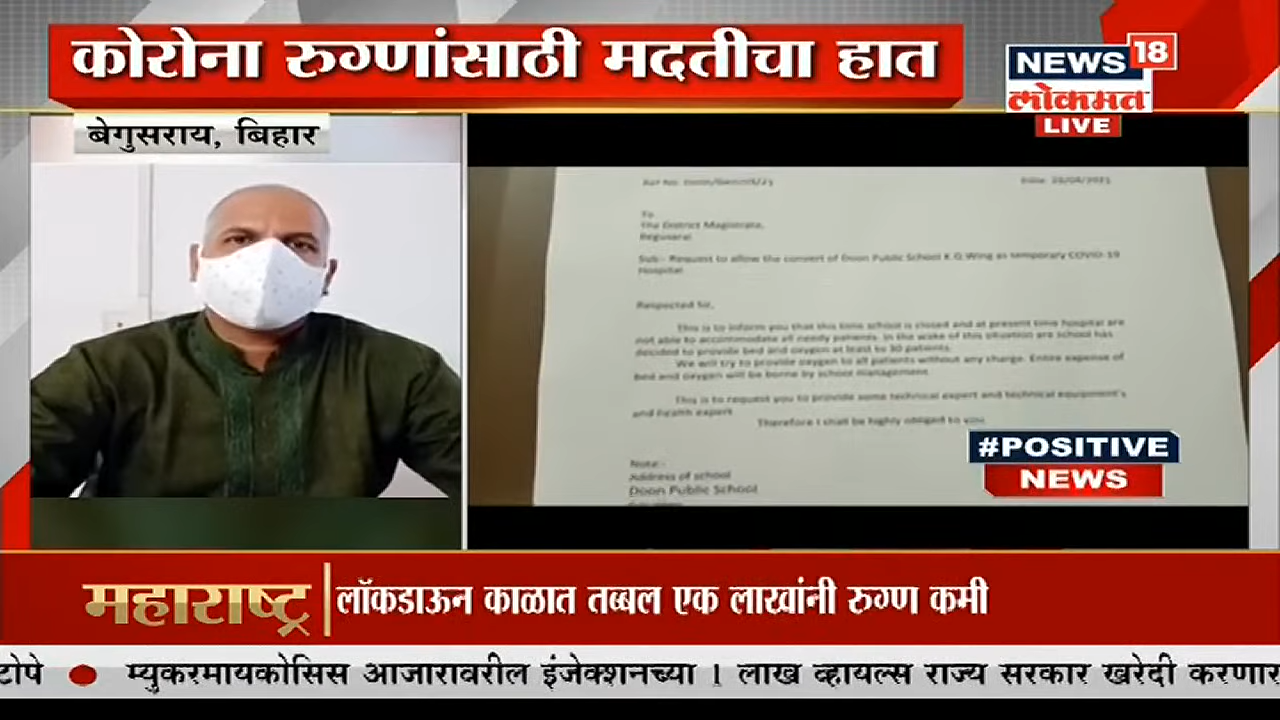 कोरोना रुग्णांसाठी मदतीचा हात
NEWS 18
लोकमत
LIVE
बेगुसराय, बिहार
Date: 28/04/2021
To
The District Magistrate,
Begusarai
Sub:- Request to allow the convert of Doon Public School K.G Wing as temporary COVID-19
Hospital
Respected Sir,
This is to inform you that this time school is closed and at present time hospital are
not able to accommodate all needy patients. In the wake of this situation are school has
decided to provide bed and oxygen at least to 30 patients.
We will try to provide oxygen to all patients without any charge. Entire expense of
bed and oxygen will be borne by school management
This is to request you to provide some technical expert and technical equipment's
and health expert
Therefore I shall be highly obliged to you.
Note:-
Address of school
Doon Public School
#POSITIVE
NEWS
महाराष्ट्र
लॉकडाऊन काळात तब्बल एक लाखांनी रुग्ण कमी
टोपे ● म्युकरमायकोसिस आजारावरील इंजेक्शनच्या 1 लाख व्हायल्स राज्य सरकार खरेदी करणार